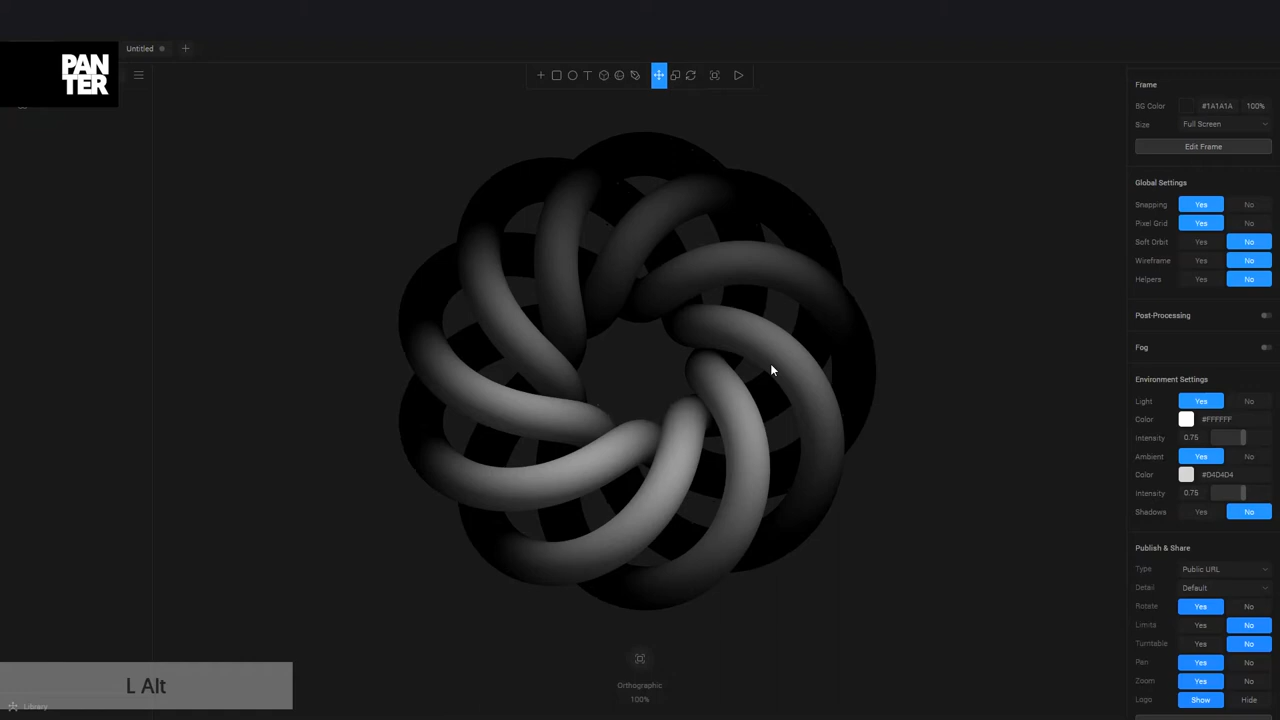 PAN
TER
Untitled
Frame
BG Color #1A1A1A 100%
Size Full Screen
Edit Frame
Global Settings
Snapping Yes No
Pixel Grid Yes No
Soft Orbit Yes No
Wireframe Yes No
Helpers Yes No
Post-Processing
Fog
Environment Settings
Light Yes No
Color #FFFFFF
Intensity 0.75
Ambient Yes No
Color #D4D4D4
Intensity 0.75
Shadows Yes No
Publish & Share
Type Public URL
Detail Default
Rotate Yes No
Limits Yes No
Turntable Yes No
Pan Yes No
Zoom Yes No
Logo Show Hide
Orthographic
100%
L Alt
Library